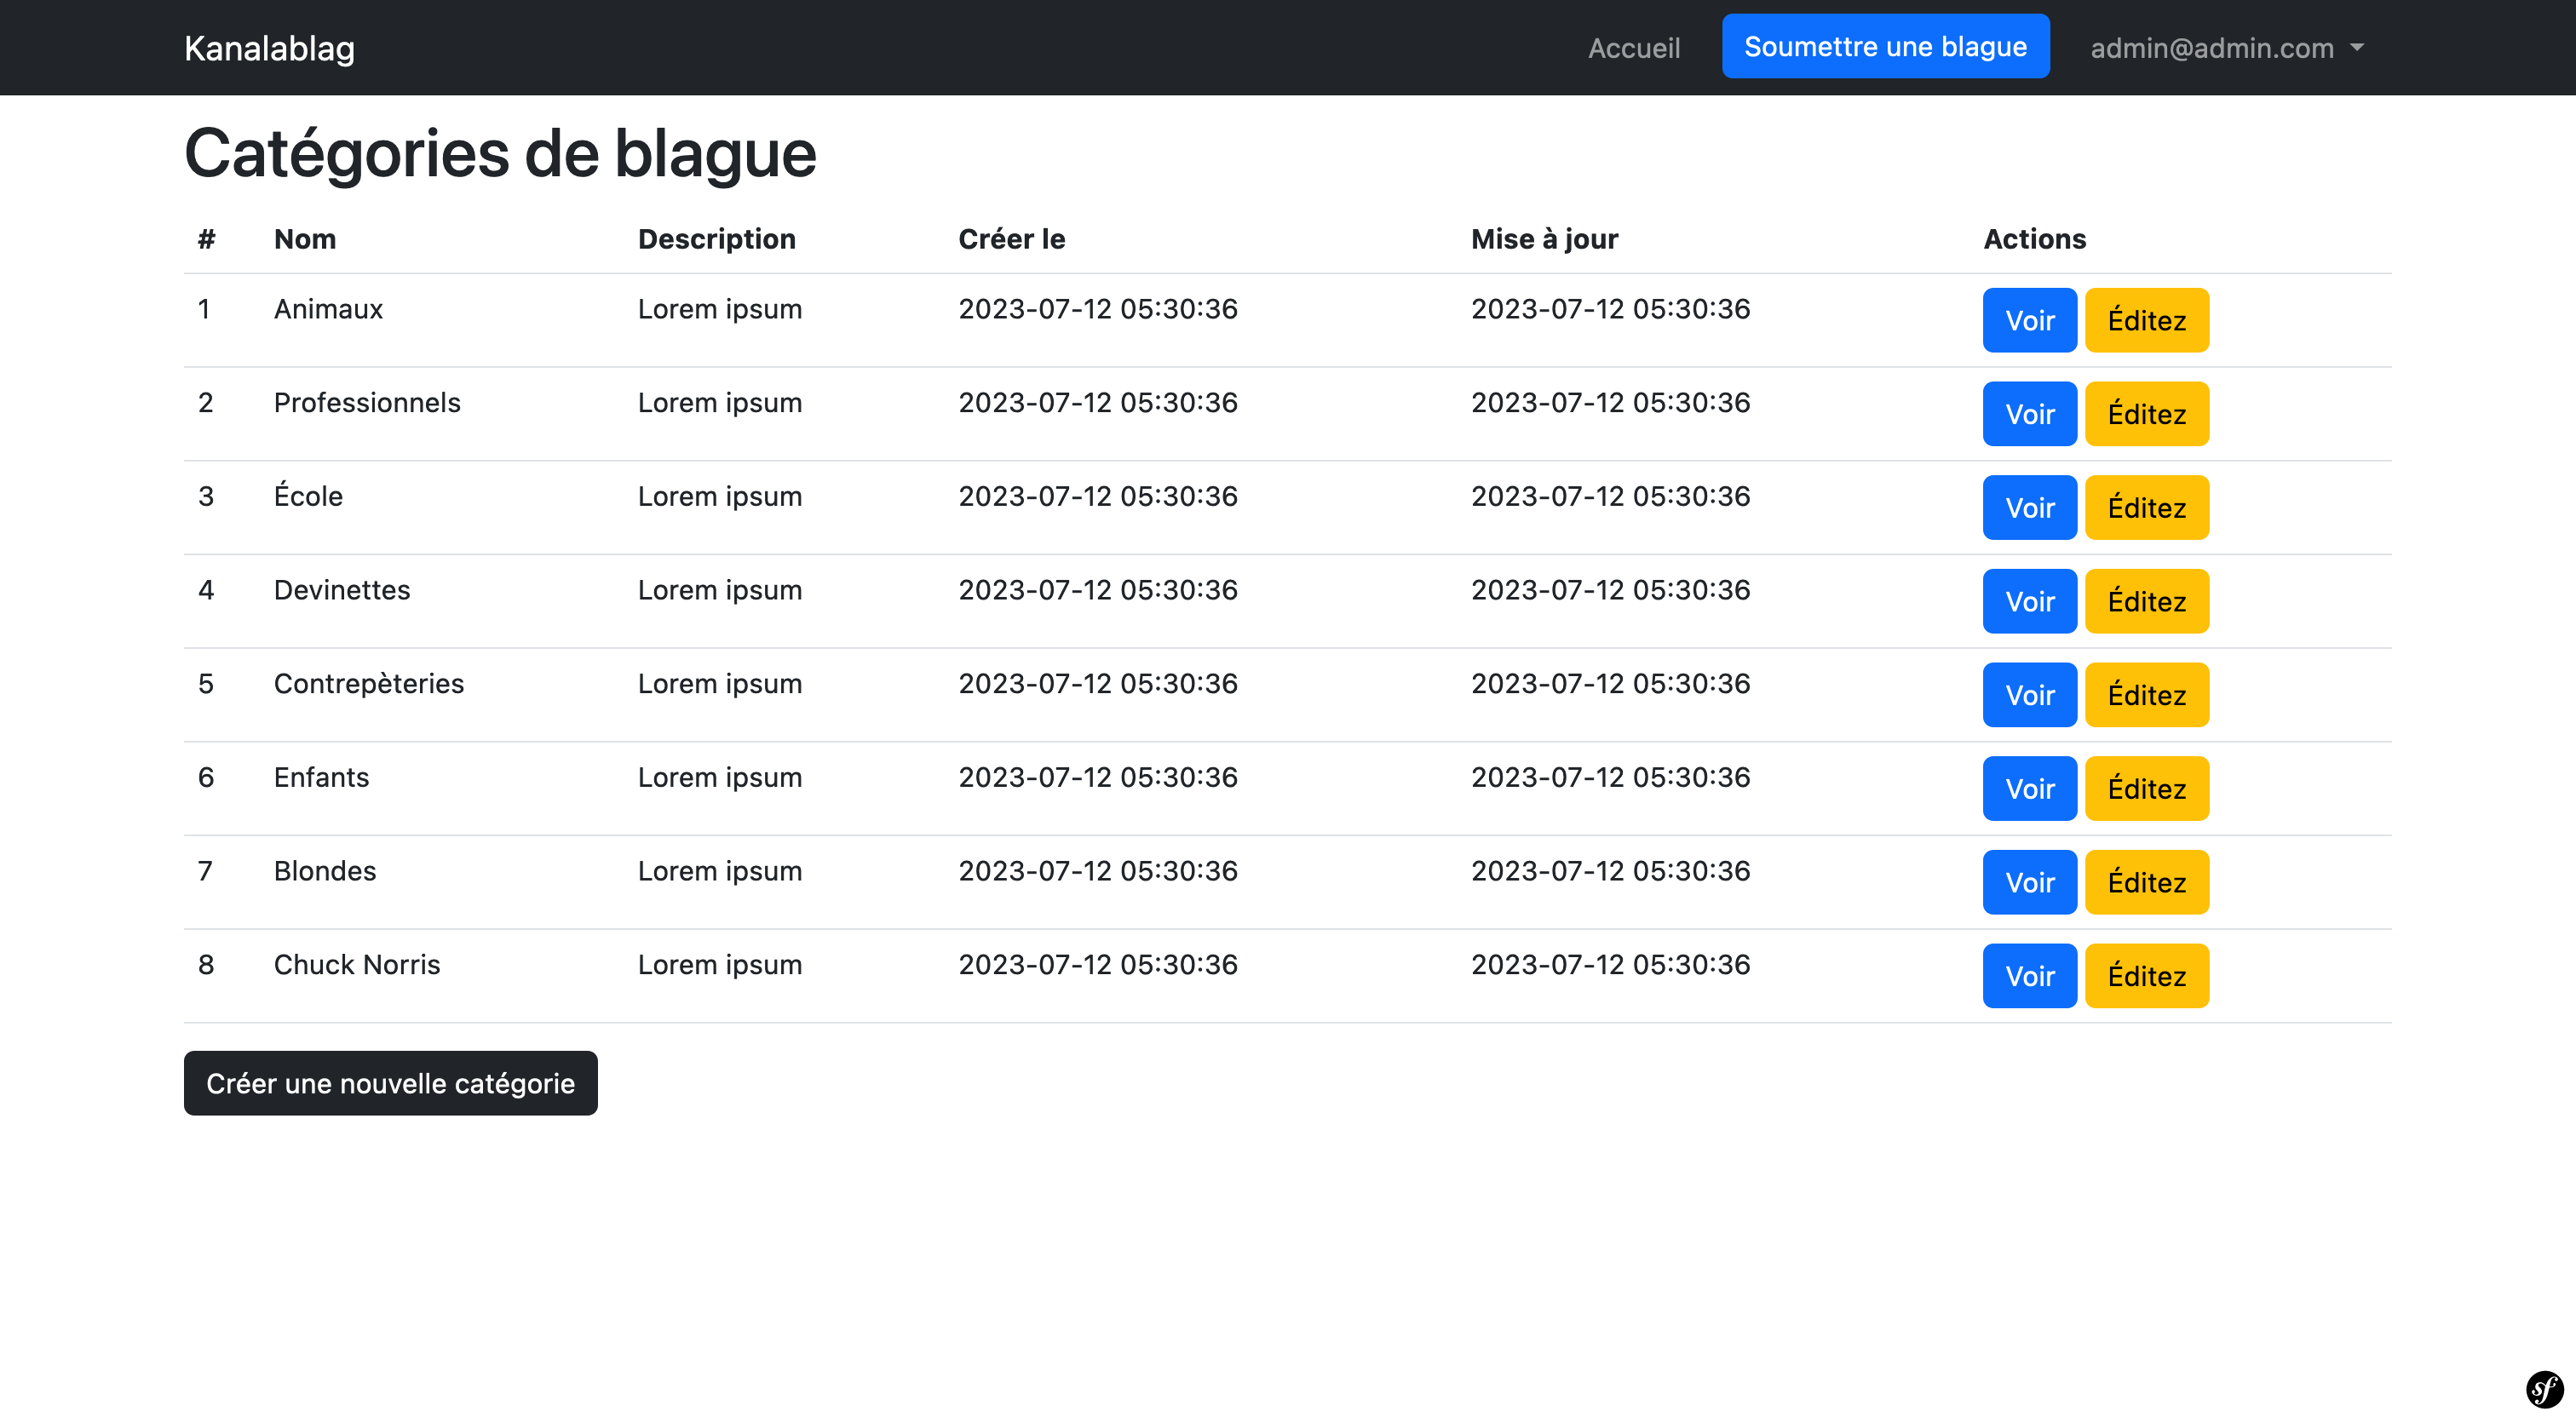 Kanalablag Accueil Soumettre une blague admin@admin.com
Catégories de blague
# Nom Description Créer le Mise à jour Actions
1 Animaux Lorem ipsum 2023-07-12 05:30:36 2023-07-12 05:30:36 Voir Éditez
2 Professionnels Lorem ipsum 2023-07-12 05:30:36 2023-07-12 05:30:36 Voir Éditez
3 École Lorem ipsum 2023-07-12 05:30:36 2023-07-12 05:30:36 Voir Éditez
4 Devinettes Lorem ipsum 2023-07-12 05:30:36 2023-07-12 05:30:36 Voir Éditez
5 Contrepèteries Lorem ipsum 2023-07-12 05:30:36 2023-07-12 05:30:36 Voir Éditez
6 Enfants Lorem ipsum 2023-07-12 05:30:36 2023-07-12 05:30:36 Voir Éditez
7 Blondes Lorem ipsum 2023-07-12 05:30:36 2023-07-12 05:30:36 Voir Éditez
8 Chuck Norris Lorem ipsum 2023-07-12 05:30:36 2023-07-12 05:30:36 Voir Éditez
Créer une nouvelle catégorie
sf